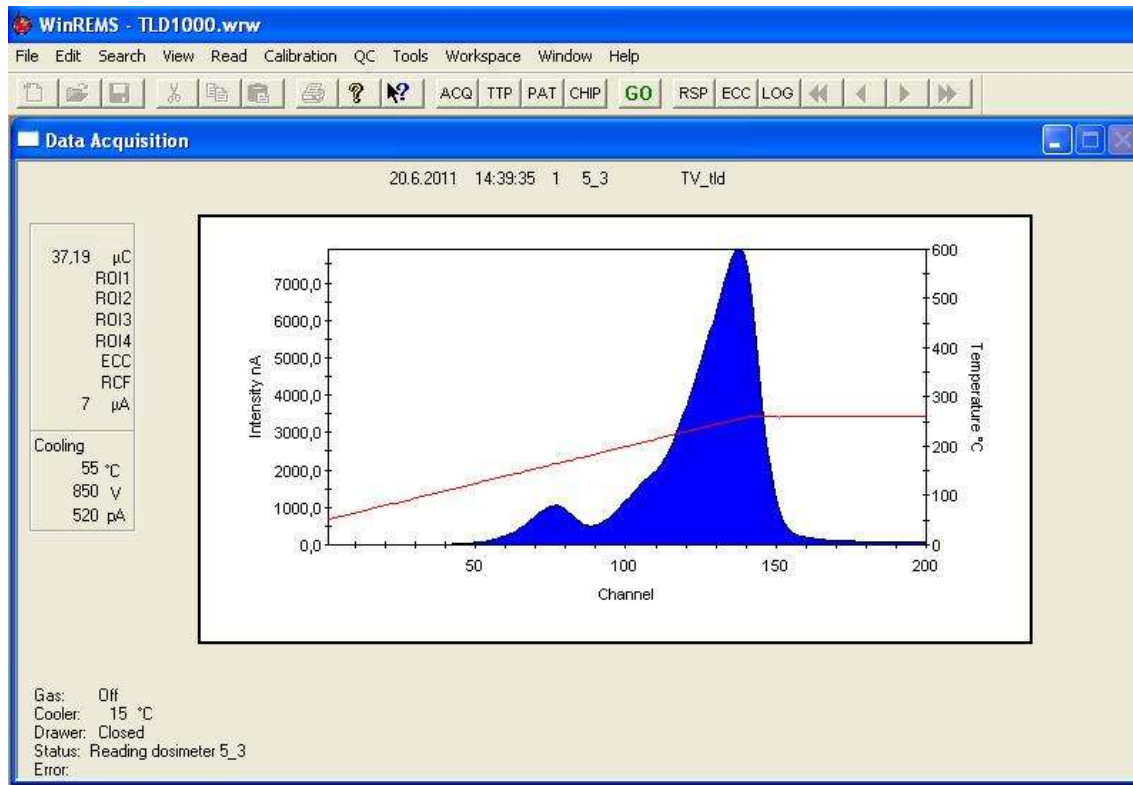 WinREMS - TLD1000.wrw
File Edit Search View Read Calibration QC Tools Workspace Window Help
? ? ACQ TTP PAT CHIP GO RSP ECC LOG
Data Acquisition
20.6.2011 14:39:35 1 5_3 TV_tld
37,19 µC
ROI1
ROI2
ROI3
ROI4
ECC
RCF
7 µA
Cooling
55 °C
850 V
520 pA
Intensity nA
7000,0
6000,0
5000,0
4000,0
3000,0
2000,0
1000,0
0,0
50 100 150 200
Channel
600
500
400
300
200
100
0
Temperature °C
Gas: Off
Cooler: 15 °C
Drawer: Closed
Status: Reading dosimeter 5_3
Error: